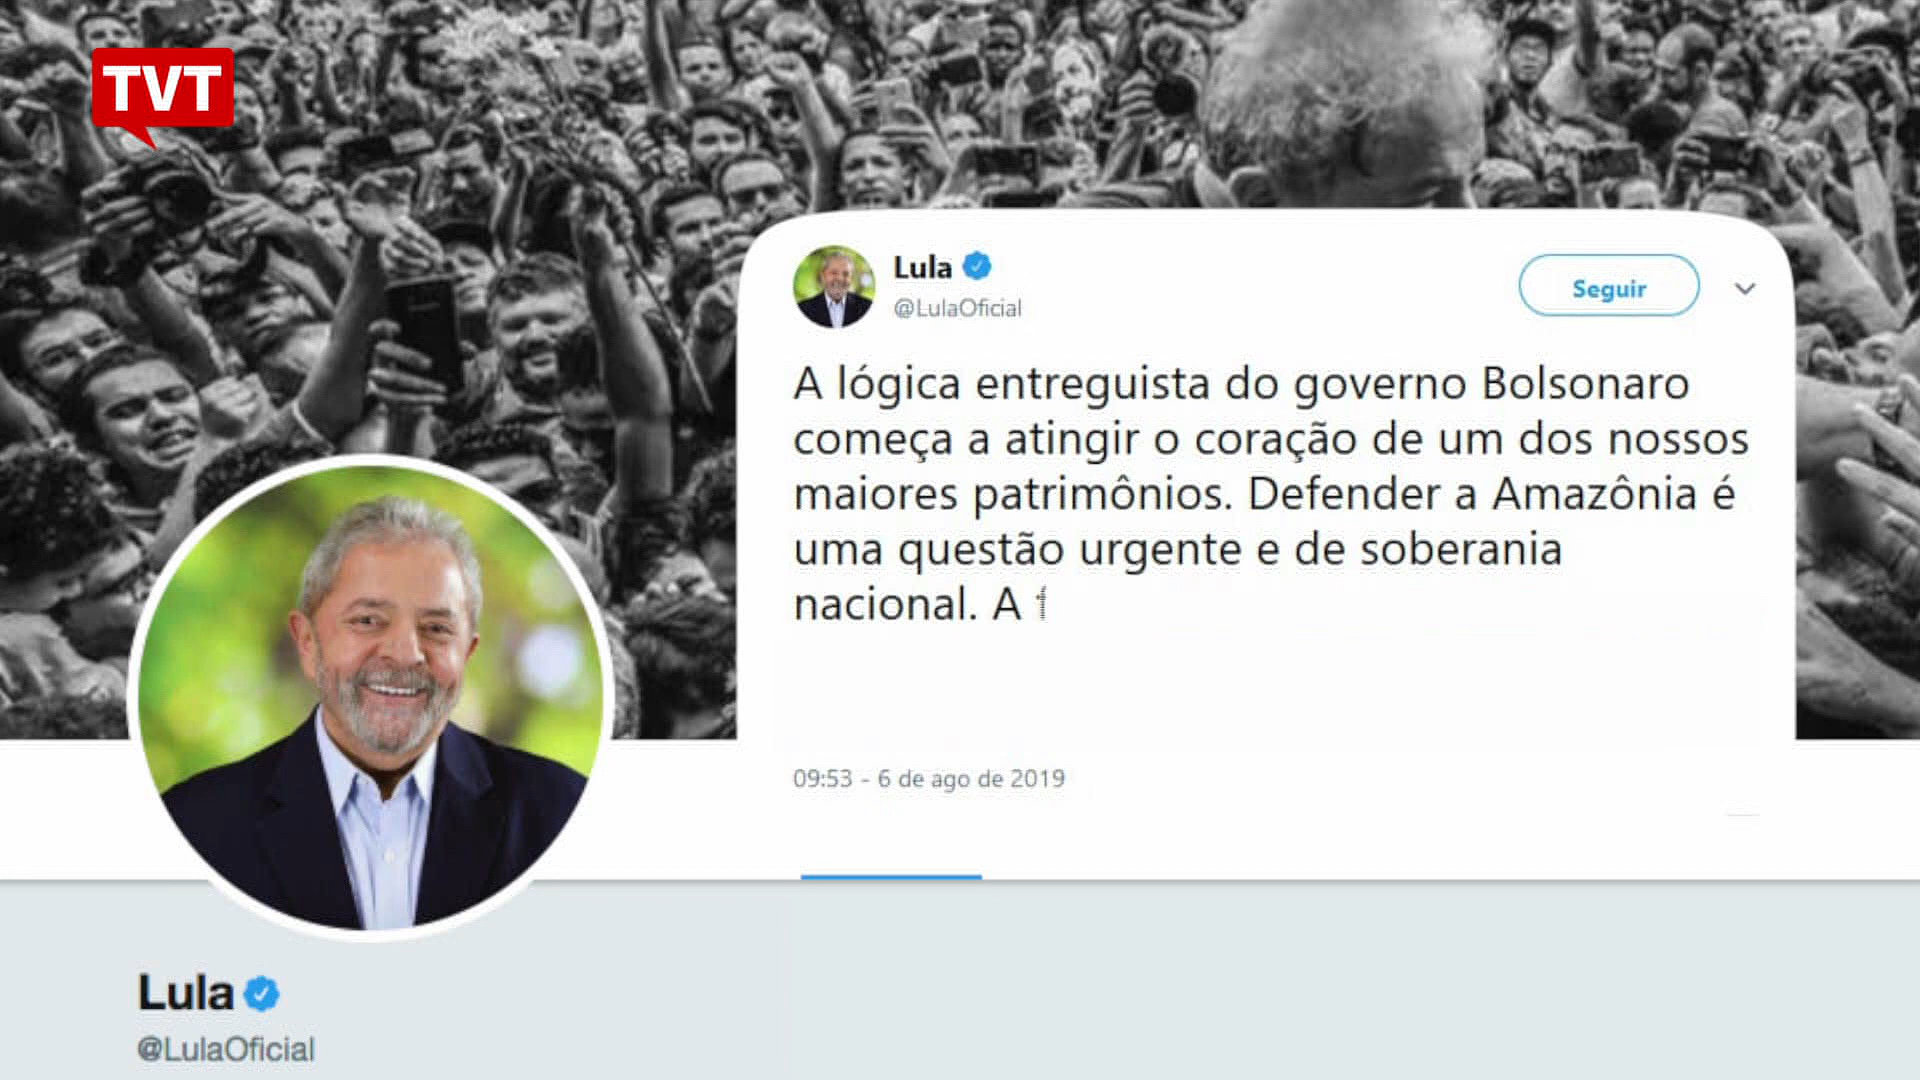 TVT
Lula
@LulaOficial
Seguir
A lógica entreguista do governo Bolsonaro
começa a atingir o coração de um dos nossos
maiores patrimônios. Defender a Amazônia é
uma questão urgente e de soberania
nacional. A
09:53 - 6 de ago de 2019
Lula
@LulaOficial